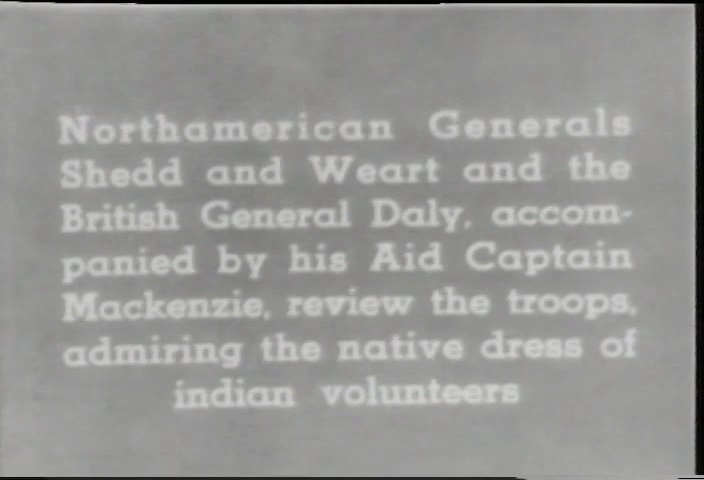 Northamerican Generals
Shedd and Weart and the
British General Daly, accom-
panied by his Aid Captain
Mackenzie, review the troops,
admiring the native dress of
indian volunteers